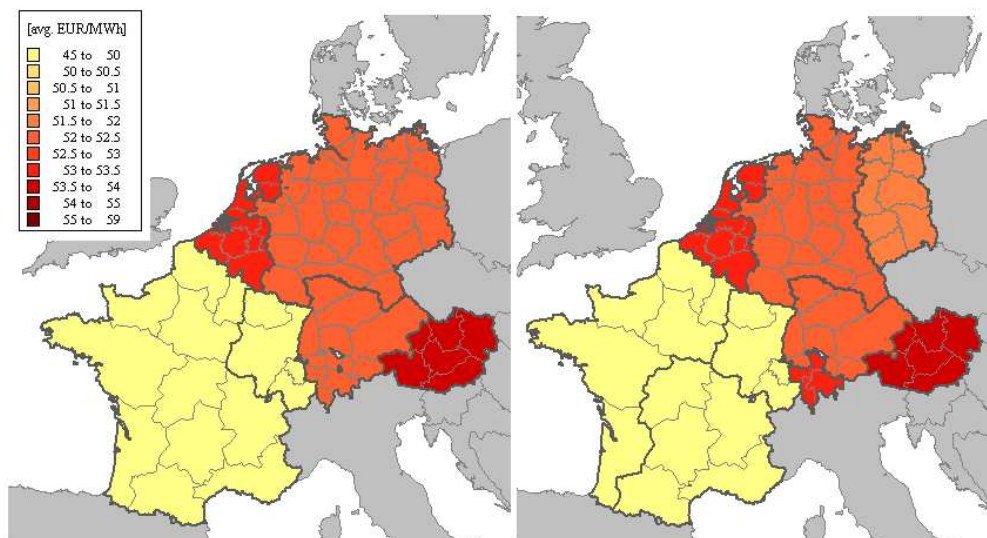 [avg. EUR/MWh]
45 to 50
50 to 50.5
50.5 to 51
51 to 51.5
51.5 to 52
52 to 52.5
52.5 to 53
53 to 53.5
53.5 to 54
54 to 55
55 to 59